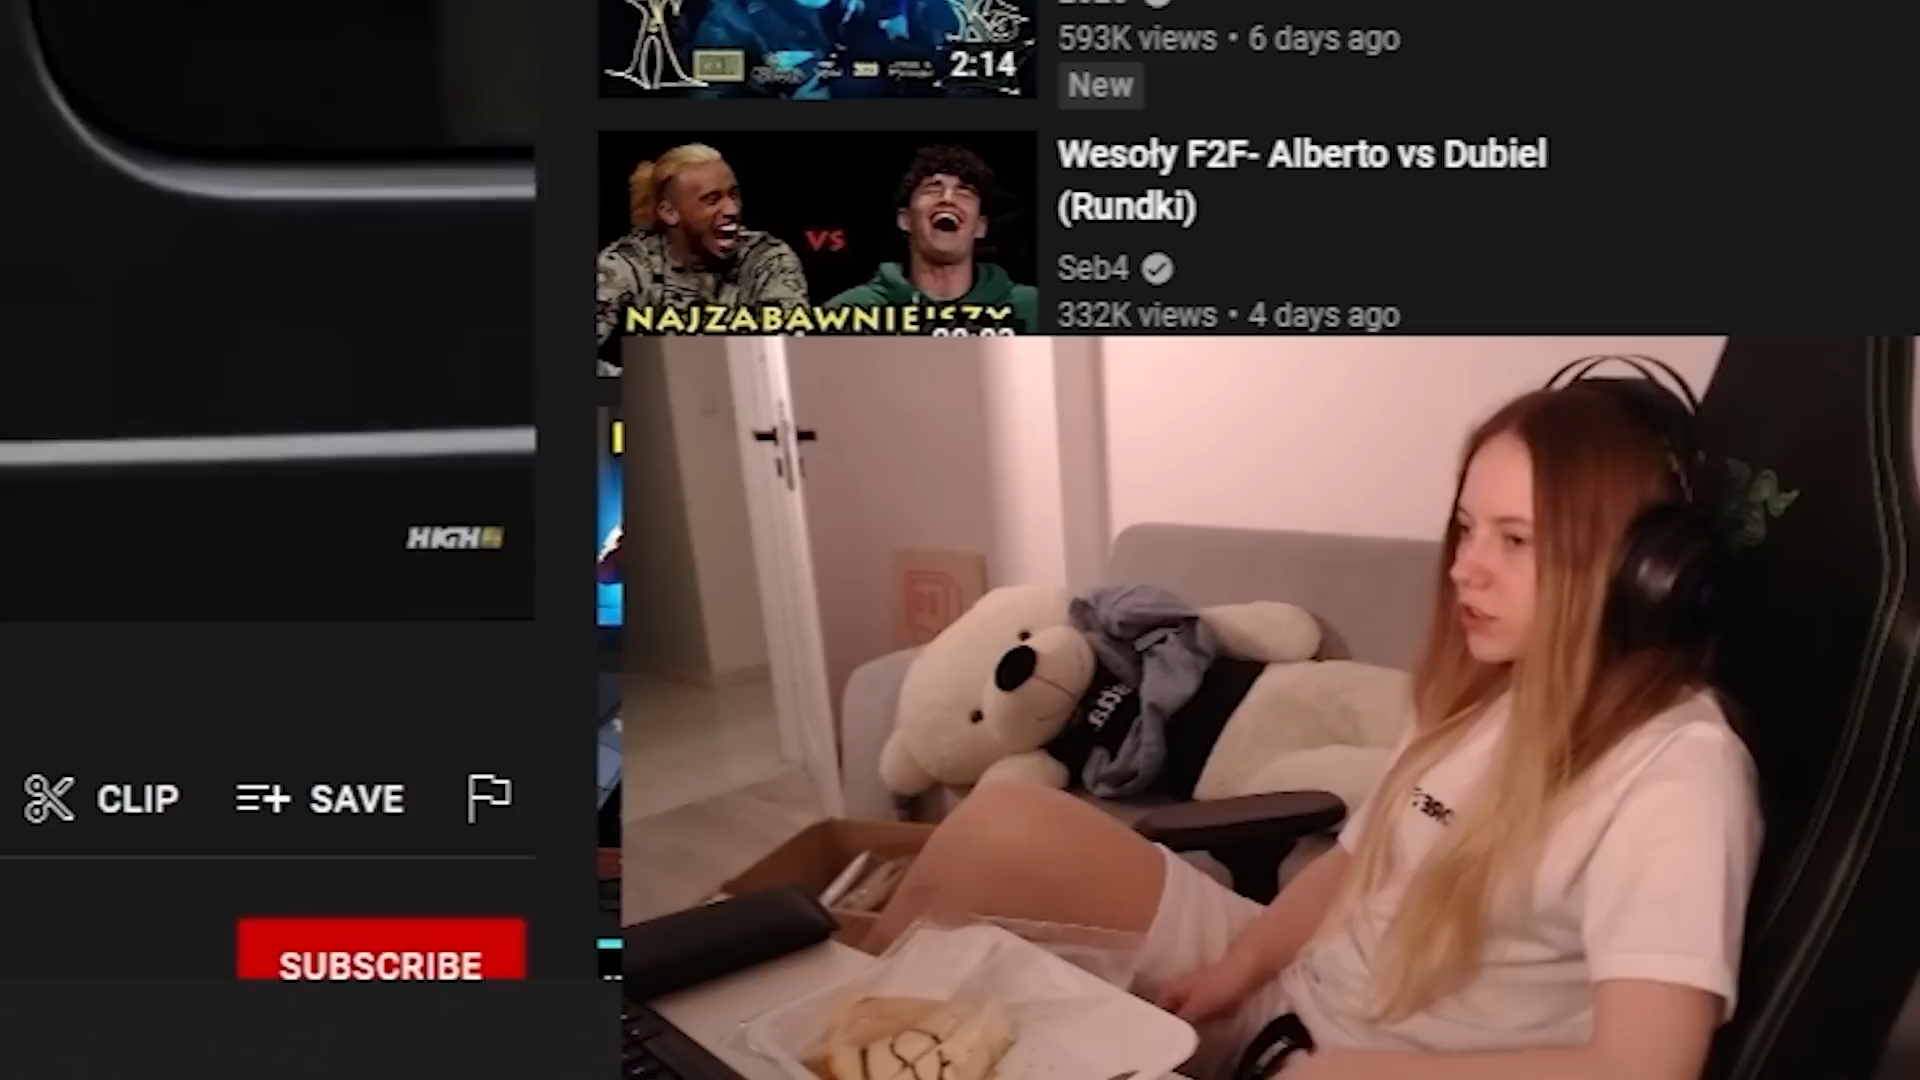 593K views • 6 days ago
2:14
New
Wesoły F2F- Alberto vs Dubiel
(Rundki)
VS
Seb4
NAJZABAWNIEJSZY
332K views • 4 days ago
HIGH
CLIP
SAVE
SUBSCRIBE